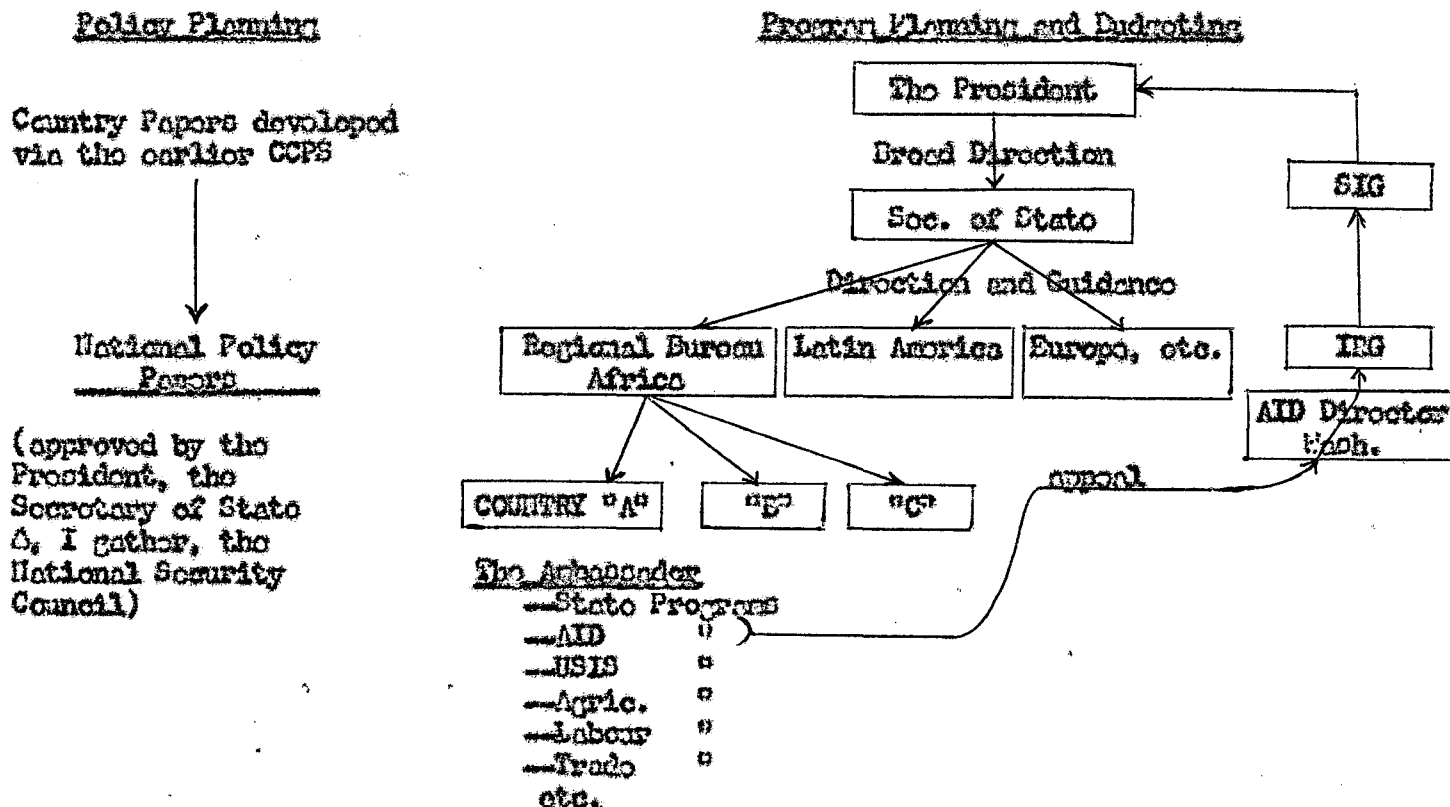 Policy Planning
Country Papers developed
via the earlier CCPS
National Policy
Papers
(approved by the
President, the
Secretary of State
&, I gather, the
National Security
Council)
Program Planning and Budgeting
The President
Broad Direction
Sec. of State
Direction and Guidance
Regional Bureau
Africa
Latin America
Europe, etc.
SIG
IRG
AID Director
Wash.
appeal
COUNTRY "A"
"B"
"C"
The Ambassador
--State Programs
--AID "
--USIS "
--Agric. "
--Labour "
--Trade "
etc.